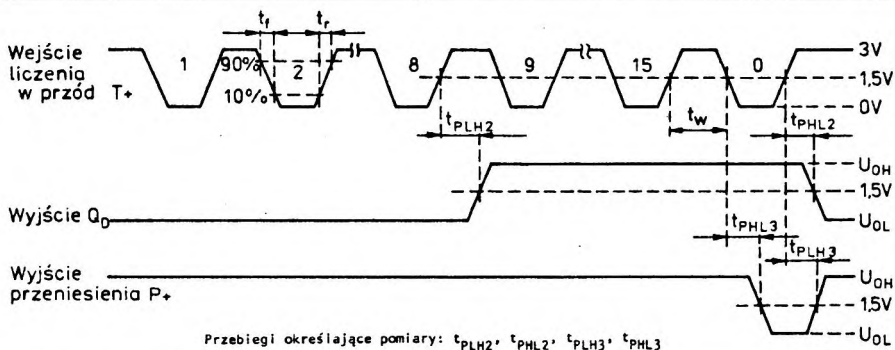 t_f t_r
Wejście
liczenia
w przód T+
1 90% 2 8 9 15 0
10%
3V
1,5V
0V
t_PLH2 t_w t_PHL2
Wyjście Q_D
U_OH
1,5V
U_OL
t_PHL3 t_PHL3
Wyjście
przeniesienia P+
U_OH
1,5V
U_OL
Przebiegi określające pomiary: t_PLH2, t_PHL2, t_PLH3, t_PHL3